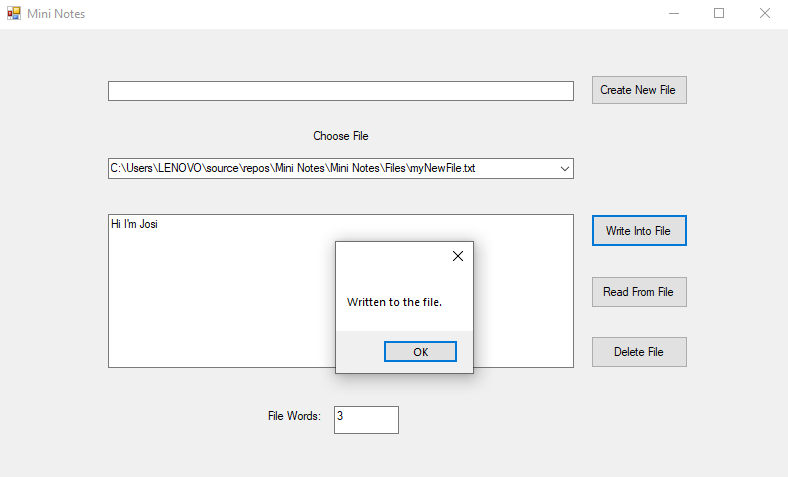 Mini Notes
Create New File
Choose File
C:\Users\LENOVO\source\repos\Mini Notes\Mini Notes\Files\myNewFile.txt
Hi I'm Josi
Write Into File
Written to the file.
Read From File
OK
Delete File
File Words: 3